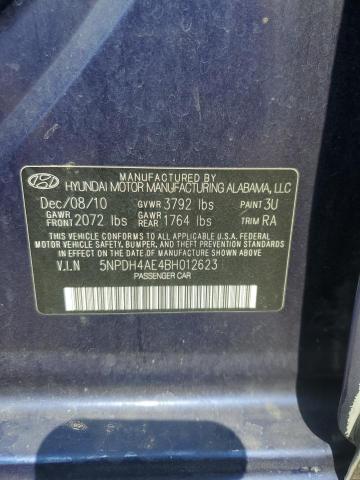 MANUFACTURED BY
HYUNDAI MOTOR MANUFACTURING ALABAMA, LLC
Dec/08/10 GVWR 3792 lbs PAINT 3U
GAWR FRONT 2072 lbs GAWR REAR 1764 lbs TRIM RA
THIS VEHICLE CONFORMS TO ALL APPLICABLE U.S.A. FEDERAL
MOTOR VEHICLE SAFETY, BUMPER, AND THEFT PREVENTION
STANDARDS IN EFFECT ON THE DATE OF MANUFACTURE SHOWN ABOVE.
V.I.N 5NPDH4AE4BH012623
PASSENGER CAR